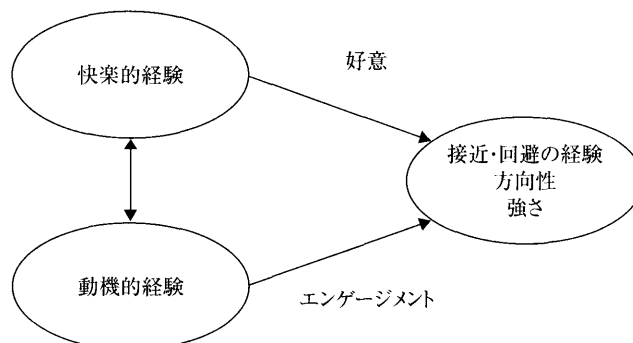 快楽的経験
好意
接近・回避の経験
方向性
強さ
動機的経験
エンゲージメント